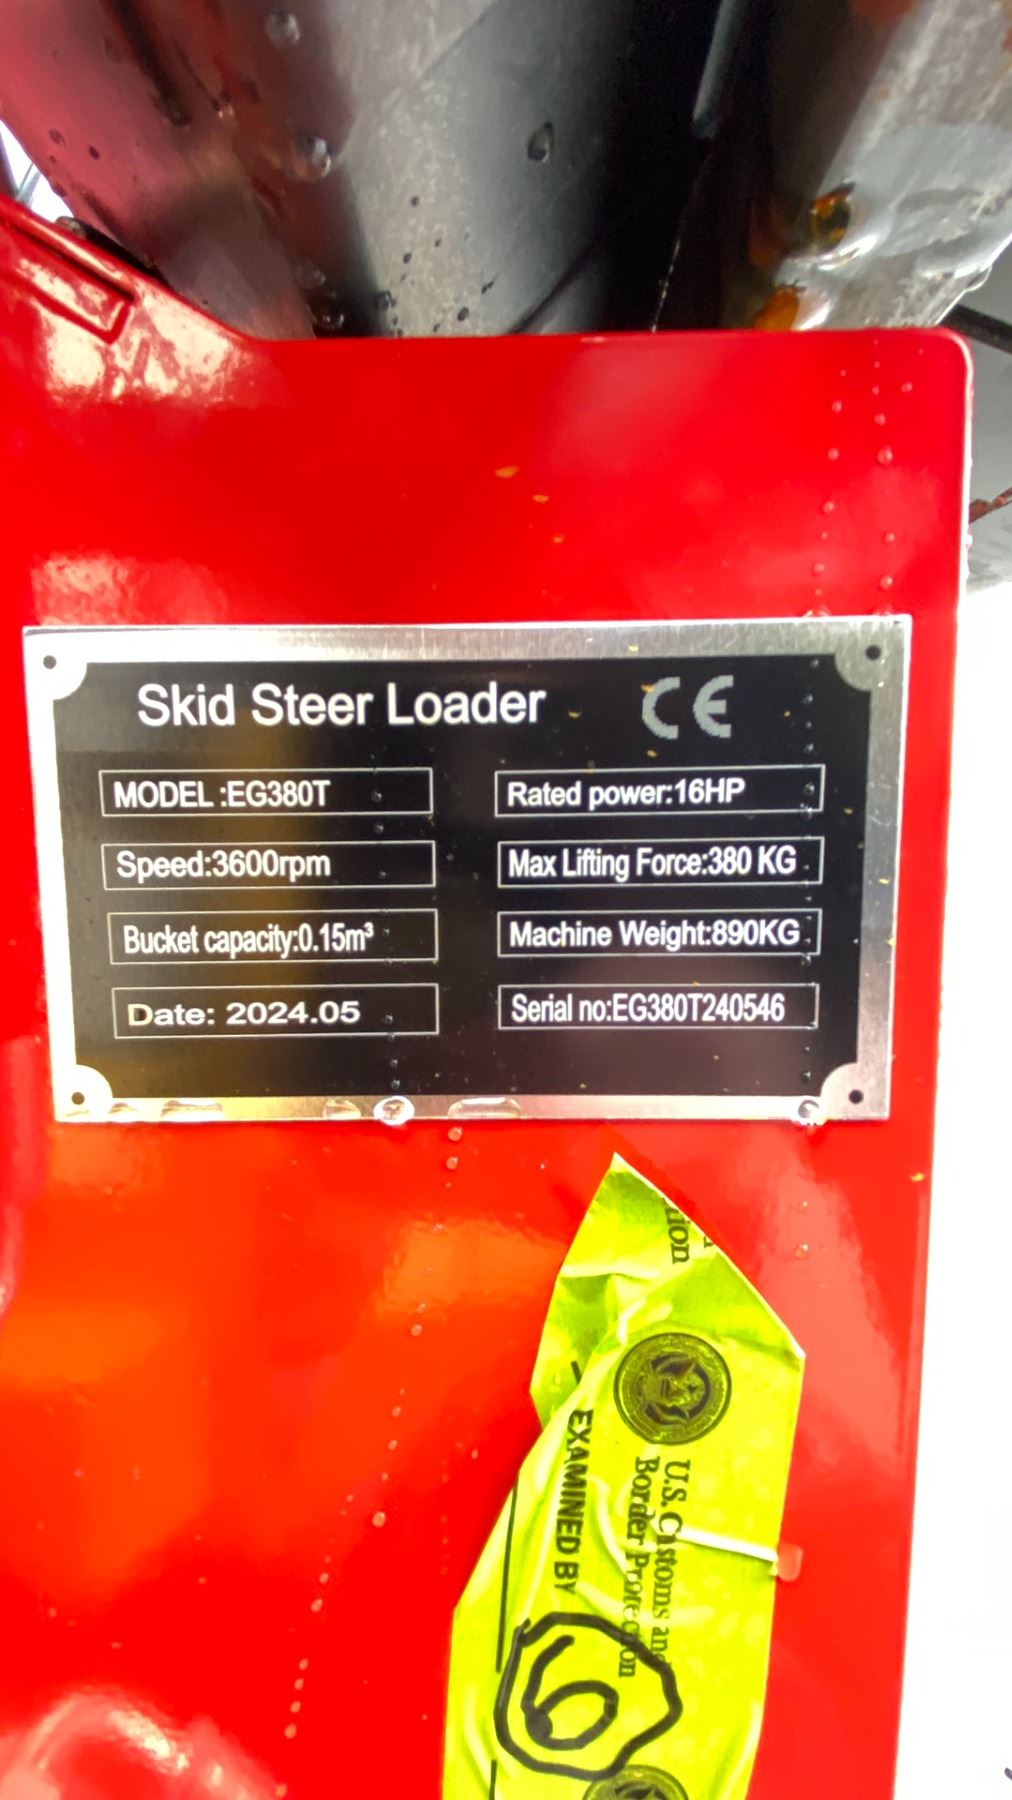 Skid Steer Loader CE
MODEL :EG380T
Rated power:16HP
Speed:3600rpm
Max Lifting Force:380 KG
Bucket capacity:0.15m³
Machine Weight:890KG
Date: 2024.05
Serial no:EG380T240546
U.S. Customs and
Border Protection
EXAMINED BY
6